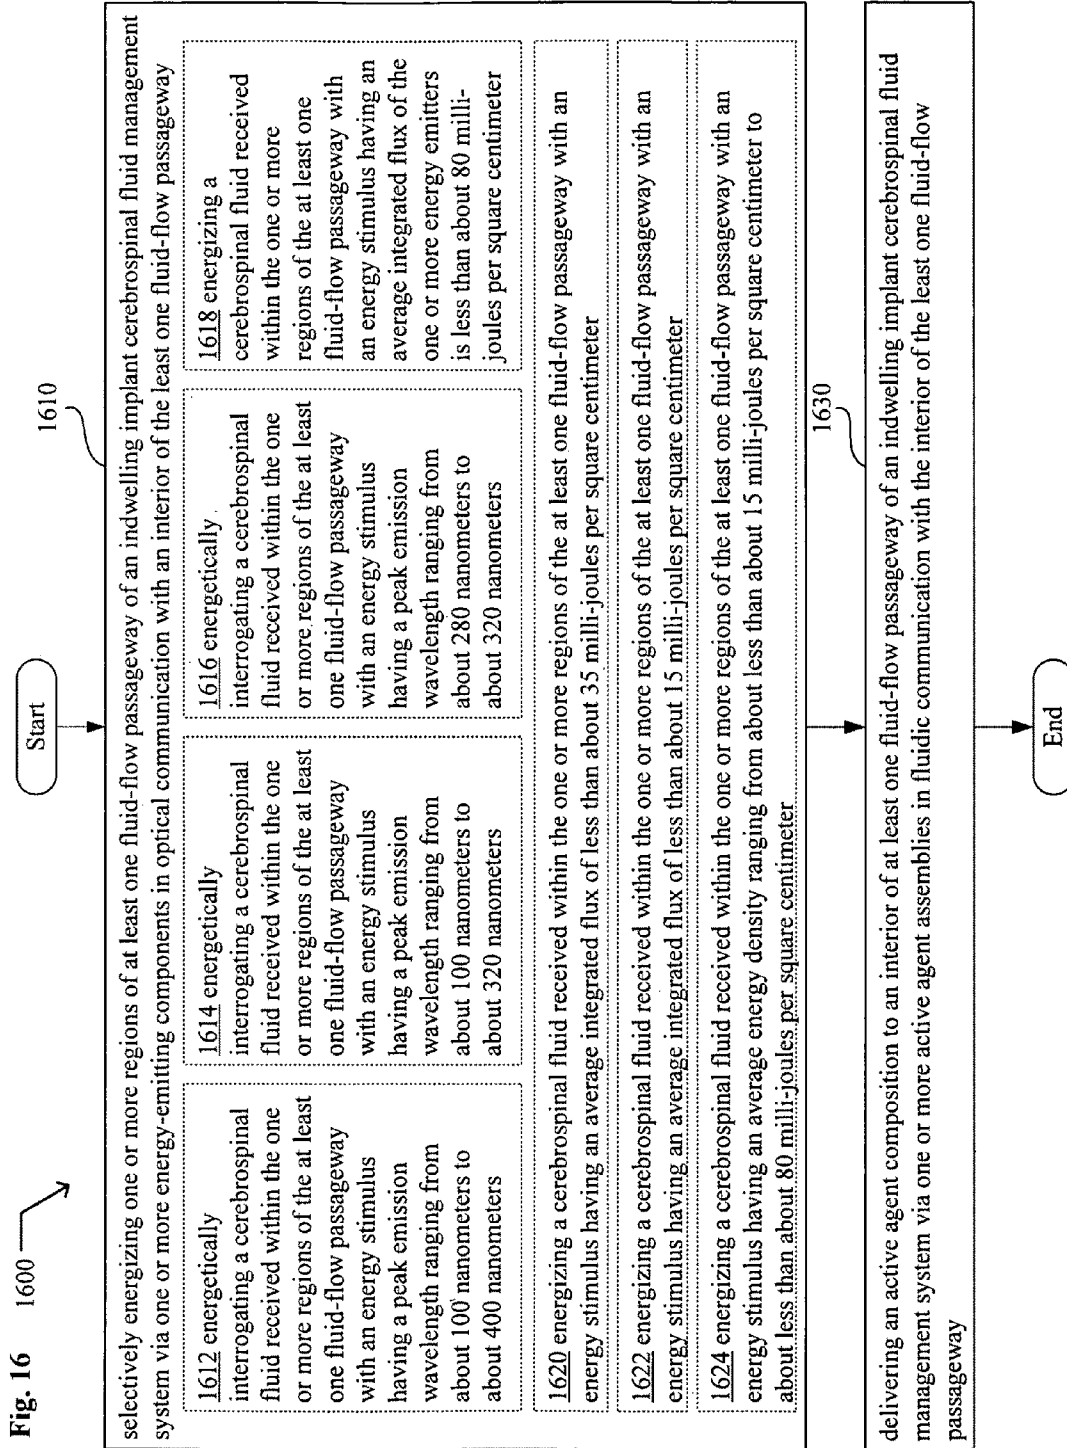 Fig. 16
1600
Start
1610
selectively energizing one or more regions of at least one fluid-flow passageway of an indwelling implant cerebrospinal fluid management
system via one or more energy-emitting components in optical communication with an interior of the least one fluid-flow passageway
1612 energetically
interrogating a cerebrospinal
fluid received within the one
or more regions of the at least
one fluid-flow passageway
with an energy stimulus
having a peak emission
wavelength ranging from
about 100 nanometers to
about 400 nanometers
1614 energetically
interrogating a cerebrospinal
fluid received within the one
or more regions of the at least
one fluid-flow passageway
with an energy stimulus
having a peak emission
wavelength ranging from
about 100 nanometers to
about 320 nanometers
1616 energetically
interrogating a cerebrospinal
fluid received within the one
or more regions of the at least
one fluid-flow passageway
with an energy stimulus
having a peak emission
wavelength ranging from
about 280 nanometers to
about 320 nanometers
1618 energizing a
cerebrospinal fluid received
within the one or more
regions of the at least one
fluid-flow passageway with
an energy stimulus having an
average integrated flux of the
one or more energy emitters
is less than about 80 milli-
joules per square centimeter
1620 energizing a cerebrospinal fluid received within the one or more regions of the at least one fluid-flow passageway with an
energy stimulus having an average integrated flux of less than about 35 milli-joules per square centimeter
1622 energizing a cerebrospinal fluid received within the one or more regions of the at least one fluid-flow passageway with an
energy stimulus having an average integrated flux of less than about 15 milli-joules per square centimeter
1624 energizing a cerebrospinal fluid received within the one or more regions of the at least one fluid-flow passageway with an
energy stimulus having an average energy density ranging from about less than about 15 milli-joules per square centimeter to
about less than about 80 milli-joules per square centimeter
1630
delivering an active agent composition to an interior of at least one fluid-flow passageway of an indwelling implant cerebrospinal fluid
management system via one or more active agent assemblies in fluidic communication with the interior of the least one fluid-flow
passageway
End